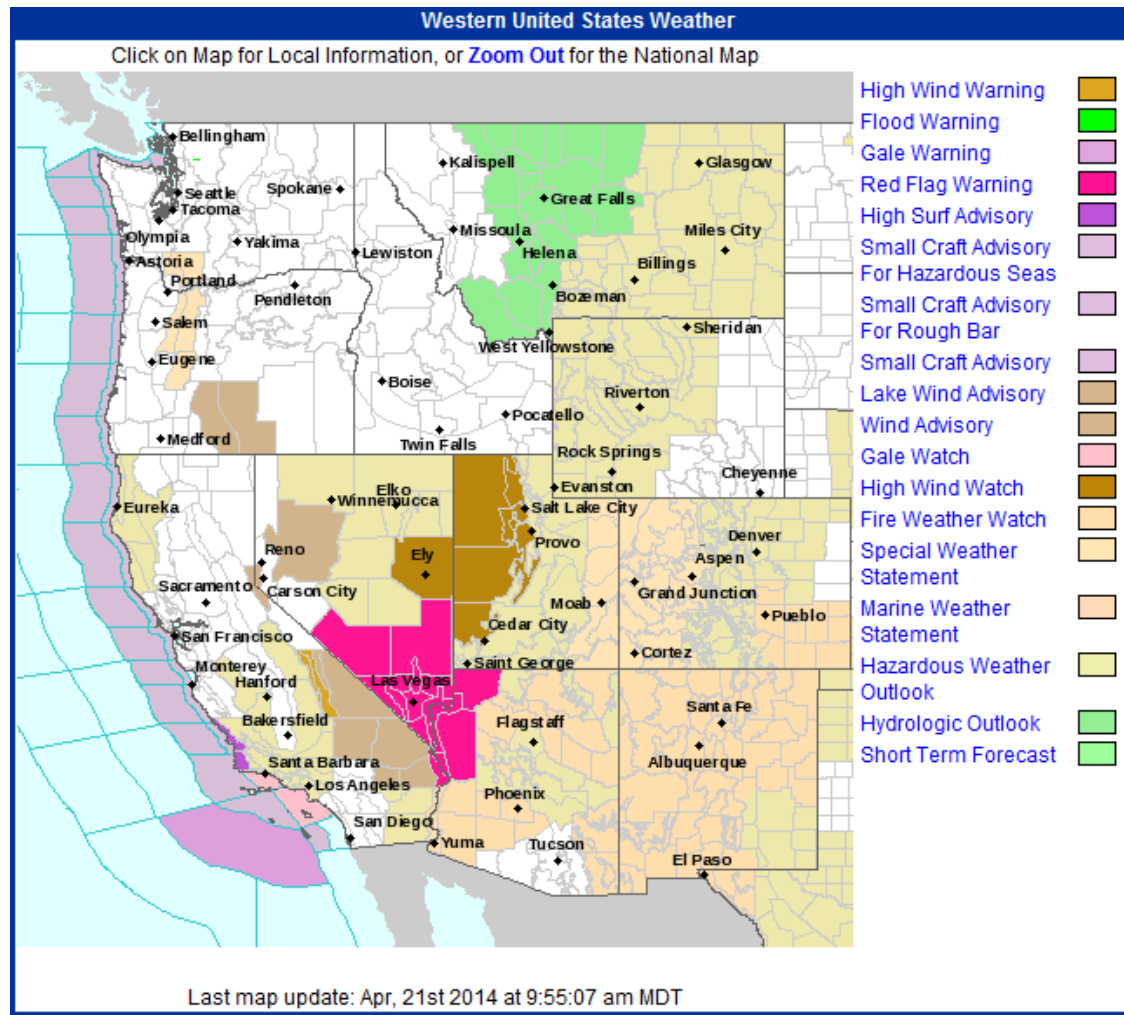 Western United States Weather
Click on Map for Local Information, or Zoom Out for the National Map
Bellingham
Seattle
Tacoma
Olympia
Spokane
Yakima
Astoria
Portland
Pendleton
Lewiston
Salem
Eugene
Medford
Kalispell
Great Falls
Missoula
Helena
Glasgow
Miles City
Billings
Bozeman
West Yellowstone
Sheridan
Boise
Pocatello
Twin Falls
Riverton
Rock Springs
Cheyenne
Evanston
Eureka
Elko
Winnemucca
Salt Lake City
Provo
Reno
Ely
Carson City
Sacramento
San Francisco
Denver
Aspen
Grand Junction
Moab
Pueblo
Cedar City
Cortez
Saint George
Monterey
Hanford
Bakersfield
Las Vegas
Flagstaff
Santa Fe
Albuquerque
Santa Barbara
Los Angeles
Phoenix
San Diego
Yuma
Tucson
El Paso
High Wind Warning
Flood Warning
Gale Warning
Red Flag Warning
High Surf Advisory
Small Craft Advisory
For Hazardous Seas
Small Craft Advisory
For Rough Bar
Small Craft Advisory
Lake Wind Advisory
Wind Advisory
Gale Watch
High Wind Watch
Fire Weather Watch
Special Weather
Statement
Marine Weather
Statement
Hazardous Weather
Outlook
Hydrologic Outlook
Short Term Forecast
Last map update: Apr, 21st 2014 at 9:55:07 am MDT